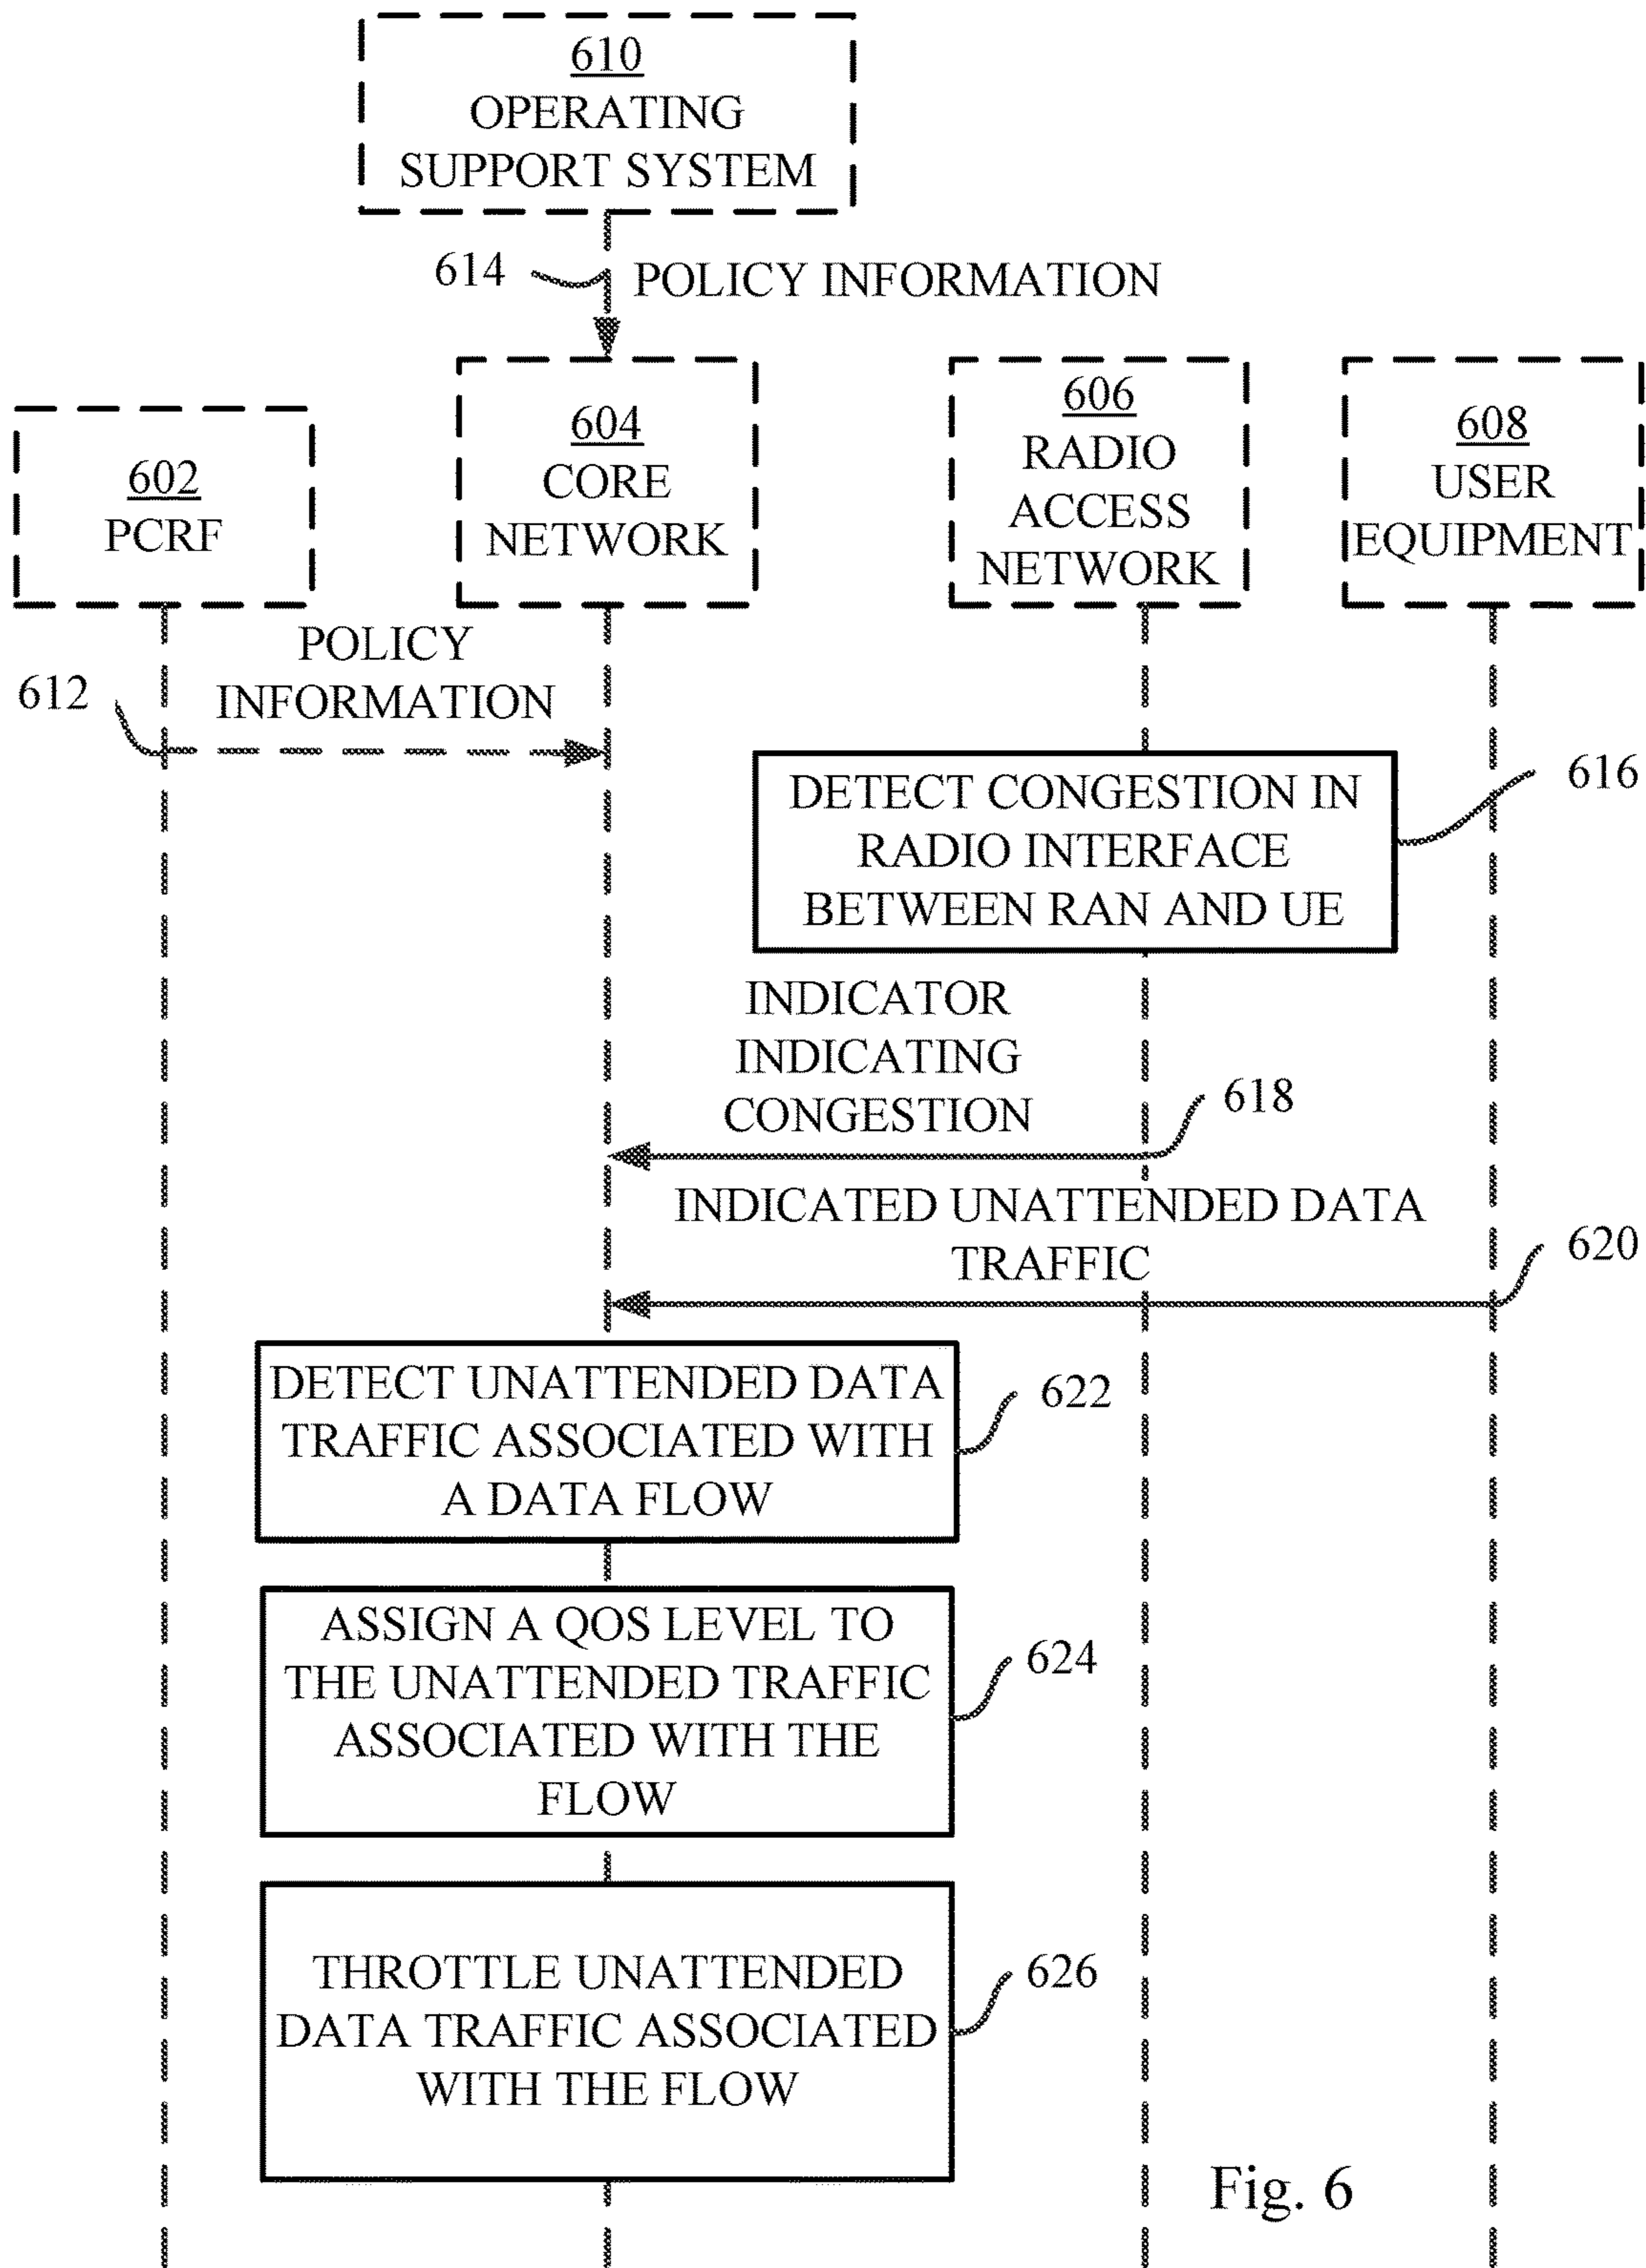 610
OPERATING
SUPPORT SYSTEM
614
POLICY INFORMATION
602
PCRF
604
CORE
NETWORK
606
RADIO
ACCESS
NETWORK
608
USER
EQUIPMENT
POLICY
INFORMATION
612
DETECT CONGESTION IN
RADIO INTERFACE
BETWEEN RAN AND UE
616
INDICATOR
INDICATING
CONGESTION
618
INDICATED UNATTENDED DATA
TRAFFIC
620
DETECT UNATTENDED DATA
TRAFFIC ASSOCIATED WITH
A DATA FLOW
622
ASSIGN A QOS LEVEL TO
THE UNATTENDED TRAFFIC
ASSOCIATED WITH THE
FLOW
624
THROTTLE UNATTENDED
DATA TRAFFIC ASSOCIATED
WITH THE FLOW
626
Fig. 6